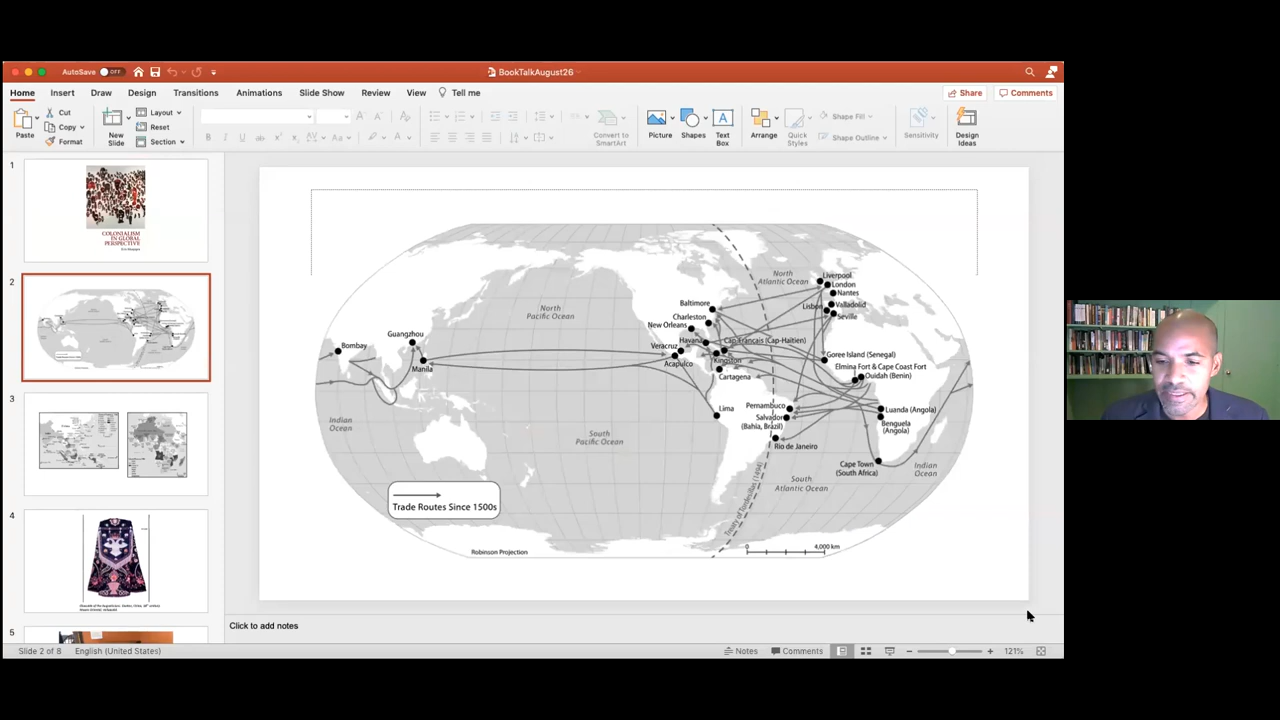 AutoSave OFF
BookTalkAugust26
Home Insert Draw Design Transitions Animations Slide Show Review View Tell me
Share Comments
Paste
Cut
Copy
Format
New
Slide
Layout
Reset
Section
B I U ab
Convert to
SmartArt
Picture
Shapes
Text
Box
Arrange
Quick
Styles
Shape Fill
Shape Outline
Sensitivity
Design
Ideas
1
COLONIALISM
IN GLOBAL
PERSPECTIVE
2
3
4
5
North
Atlantic Ocean
Liverpool
London
Nantes
Valladolid
Lisbon
Seville
Baltimore
Charleston
New Orleans
North
Pacific Ocean
Guangzhou
Bombay
Manila
Veracruz
Havana
Cap-Français (Cap-Haïtien)
Acapulco
Kingston
Cartagena
Goree Island (Senegal)
Elmina Fort & Cape Coast Fort
Ouidah (Benin)
Lima
Pernambuco
Salvador
(Bahia, Brazil)
Luanda (Angola)
Benguela
(Angola)
Indian
Ocean
South
Pacific Ocean
Rio de Janeiro
Cape Town
(South Africa)
Indian
Ocean
South
Atlantic Ocean
Treaty of Tordesillas (1494)
Trade Routes Since 1500s
Robinson Projection
0 4,000 km
Click to add notes
Slide 2 of 8 English (United States)
Notes Comments 121%